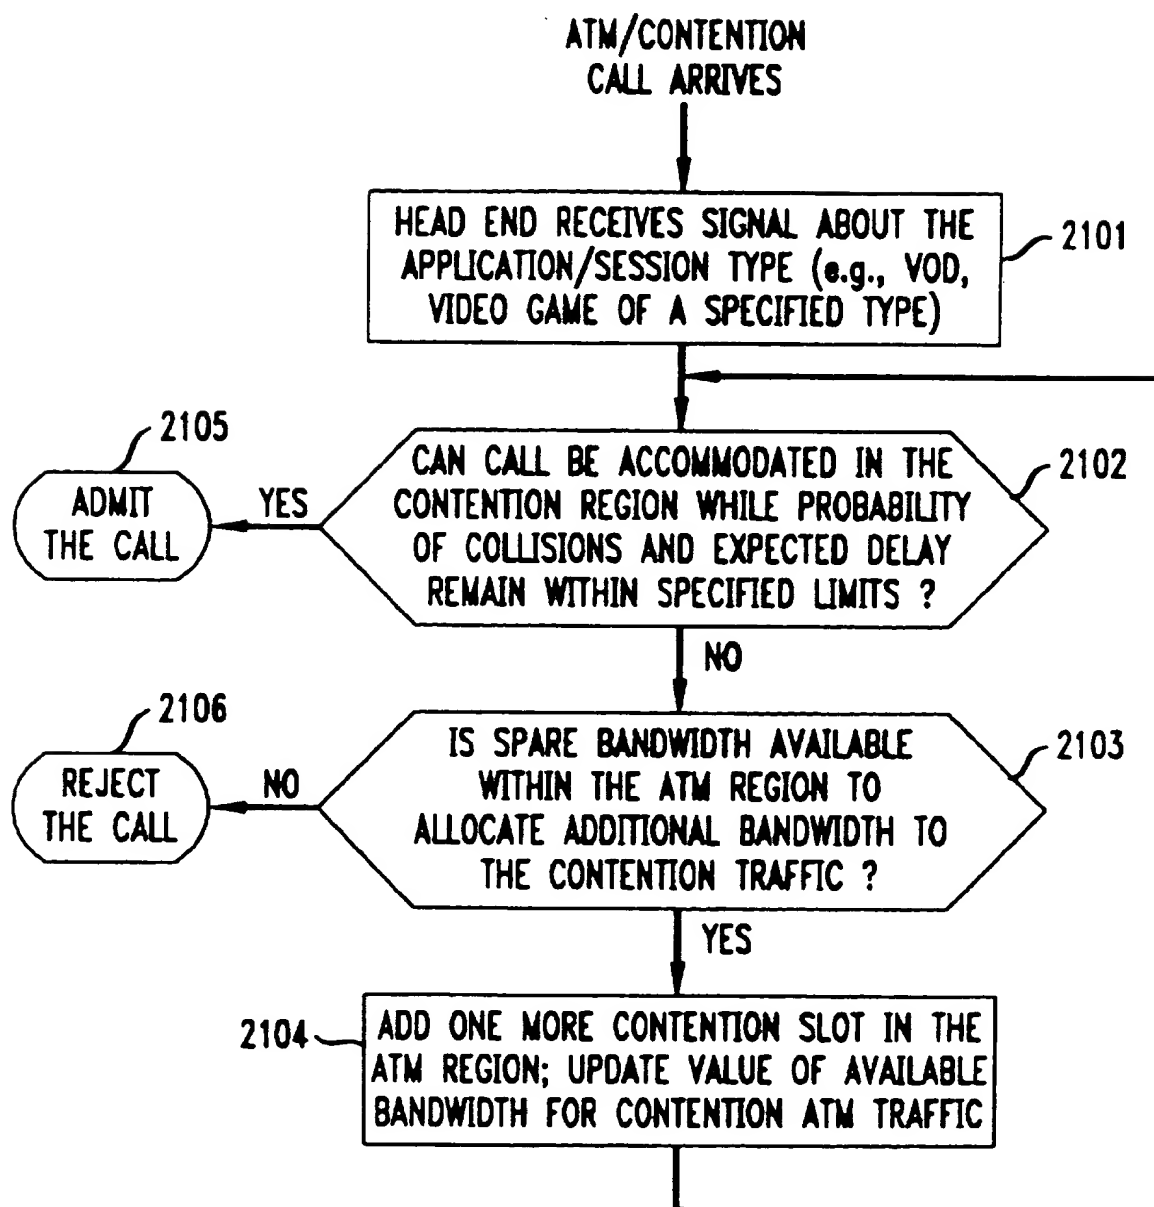 ATM/CONTENTION
CALL ARRIVES
HEAD END RECEIVES SIGNAL ABOUT THE
APPLICATION/SESSION TYPE (e.g., VOD,
VIDEO GAME OF A SPECIFIED TYPE)
2101
2105
ADMIT
THE CALL
YES
CAN CALL BE ACCOMMODATED IN THE
CONTENTION REGION WHILE PROBABILITY
OF COLLISIONS AND EXPECTED DELAY
REMAIN WITHIN SPECIFIED LIMITS ?
2102
NO
2106
REJECT
THE CALL
NO
IS SPARE BANDWIDTH AVAILABLE
WITHIN THE ATM REGION TO
ALLOCATE ADDITIONAL BANDWIDTH TO
THE CONTENTION TRAFFIC ?
2103
YES
2104
ADD ONE MORE CONTENTION SLOT IN THE
ATM REGION; UPDATE VALUE OF AVAILABLE
BANDWIDTH FOR CONTENTION ATM TRAFFIC